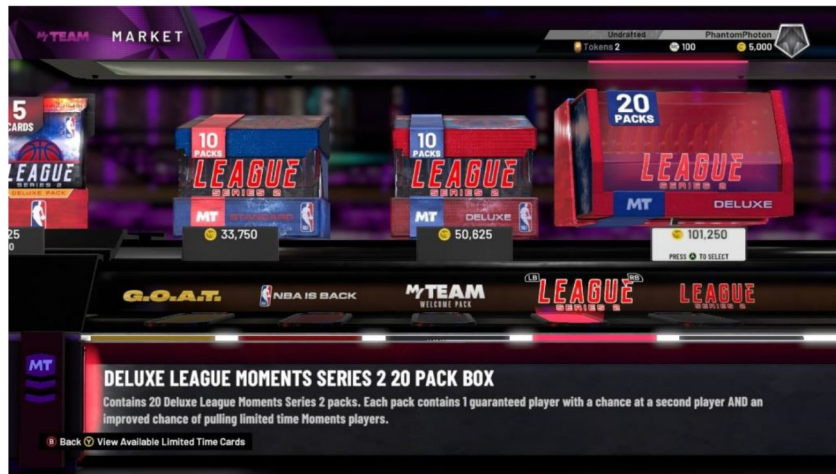 MyTEAM MARKET
Undrafted PhantomPhoton
Tokens 2 100 5,000
5
CARDS
LEAGUE
SERIES 2
DELUXE PACK
10
PACKS
LEAGUE
SERIES 2
MT STANDARD
10
PACKS
LEAGUE
SERIES 2
MT DELUXE
20
PACKS
LEAGUE
SERIES 2
MT DELUXE
25
0
33,750
50,625
101,250
PRESS A TO SELECT
G.O.A.T.
NBA IS BACK
MyTEAM
WELCOME PACK
LB LEAGUE RB
SERIES 2
LEAGUE
SERIES 2
MT
DELUXE LEAGUE MOMENTS SERIES 2 20 PACK BOX
Contains 20 Deluxe League Moments Series 2 packs. Each pack contains 1 guaranteed player with a chance at a second player AND an
improved chance of pulling limited time Moments players.
B Back Y View Available Limited Time Cards